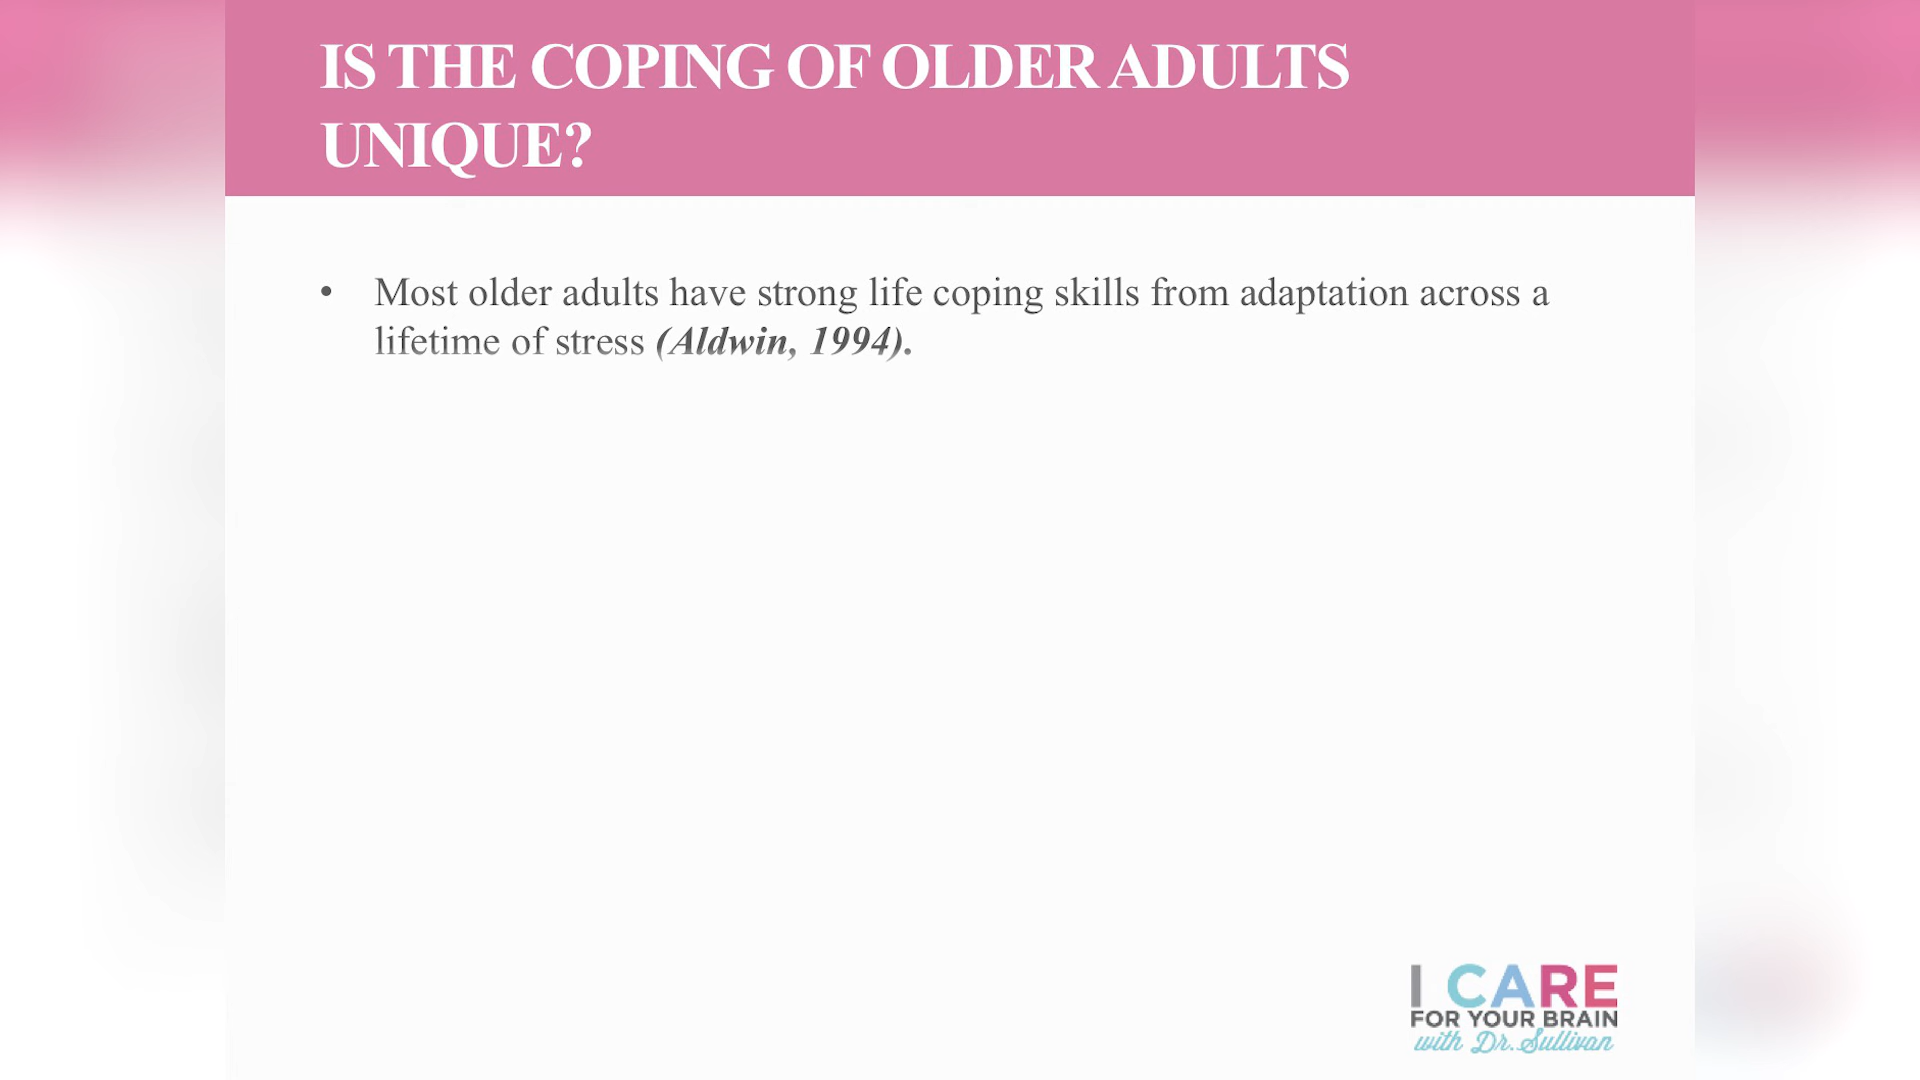 IS THE COPING OF OLDER ADULTS
UNIQUE?
• Most older adults have strong life coping skills from adaptation across a
lifetime of stress (Aldwin, 1994).
I CARE
FOR YOUR BRAIN
with Dr. Sullivan